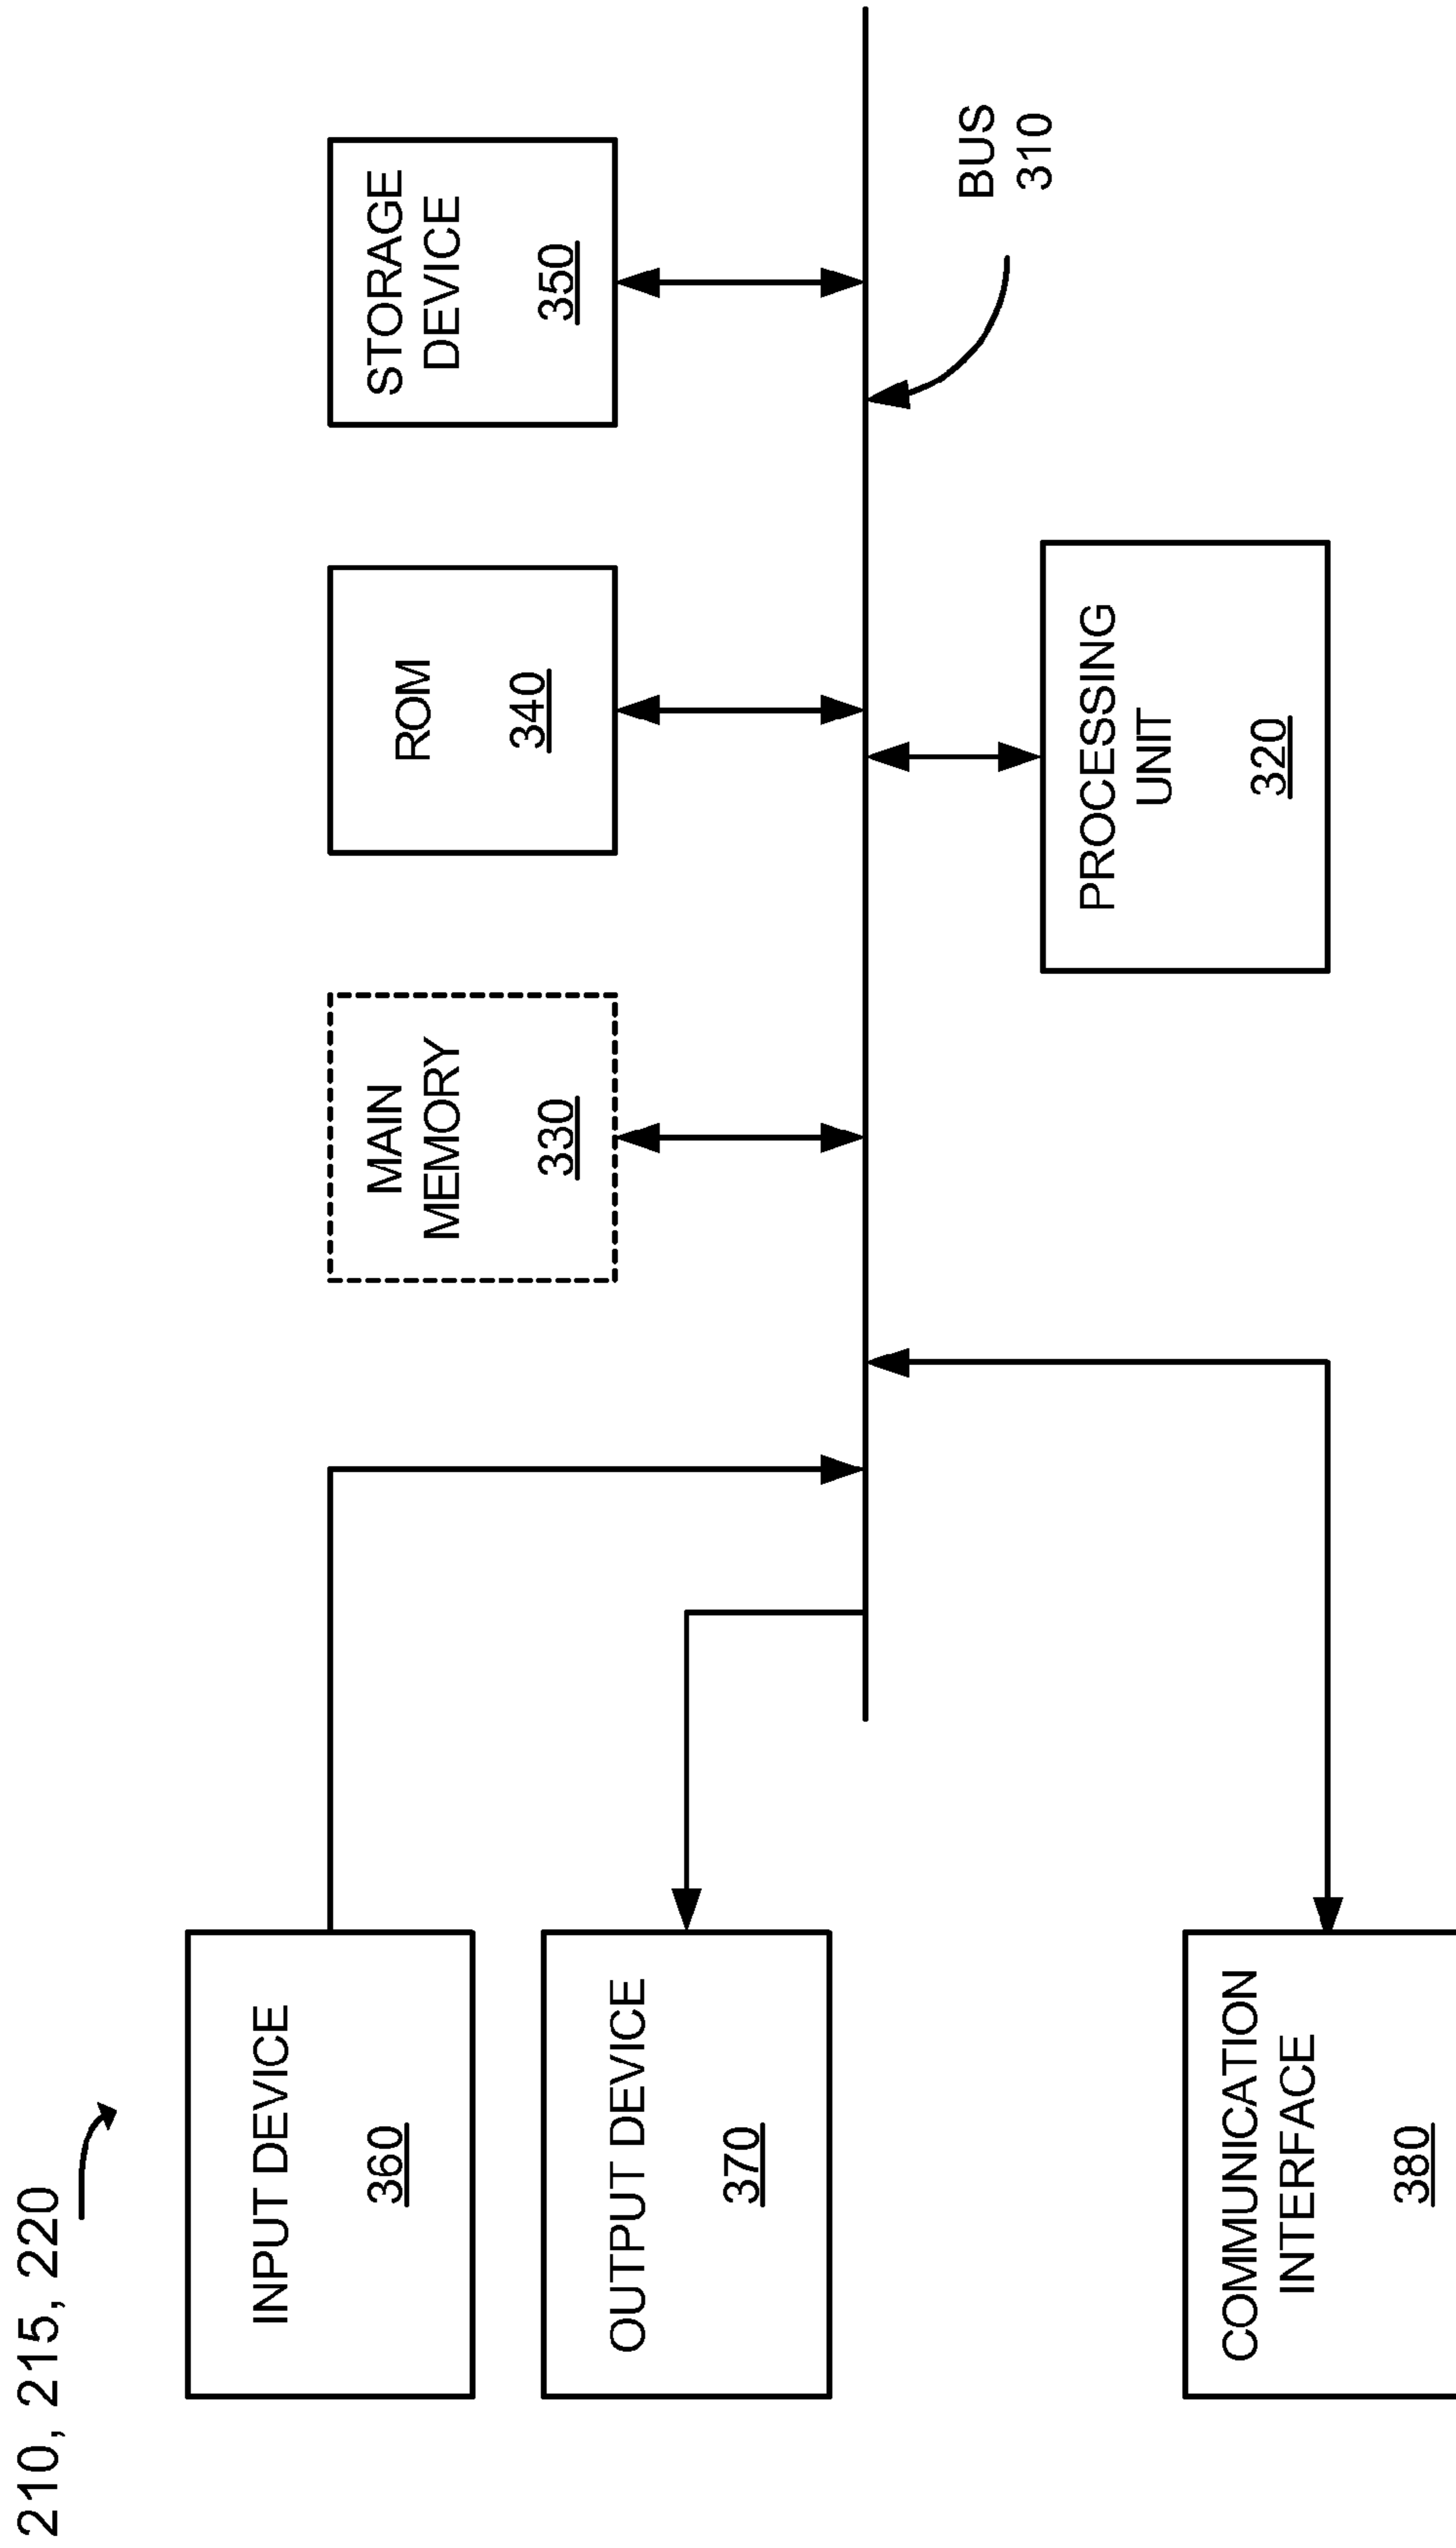 210, 215, 220
INPUT DEVICE
360
OUTPUT DEVICE
370
COMMUNICATION
INTERFACE
380
MAIN
MEMORY
330
ROM
340
STORAGE
DEVICE
350
PROCESSING
UNIT
320
BUS
310